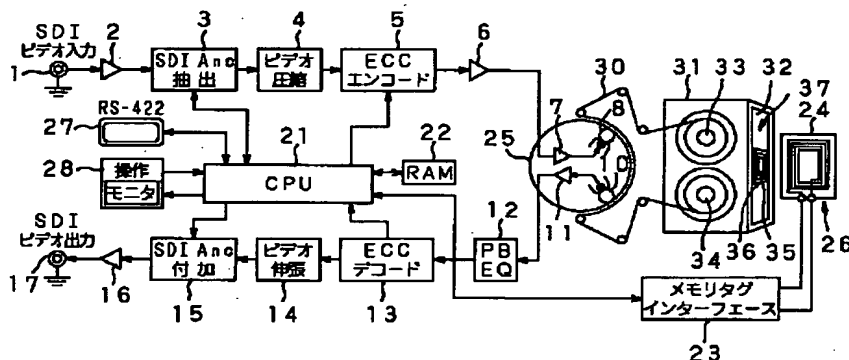 SDI
ビデオ入力
1
2
3
SDI Anc
抽出
4
ビデオ
圧縮
5
ECC
エンコード
6
RS-422
27
28
操作
モニタ
21
CPU
22
RAM
25
7
8
11
30
31
33
34
32
37
24
36
35
26
SDI
ビデオ出力
17
16
SDI Anc
付加
15
ビデオ
伸張
14
ECC
デコード
13
12
PB
EQ
メモリタグ
インターフェース
23